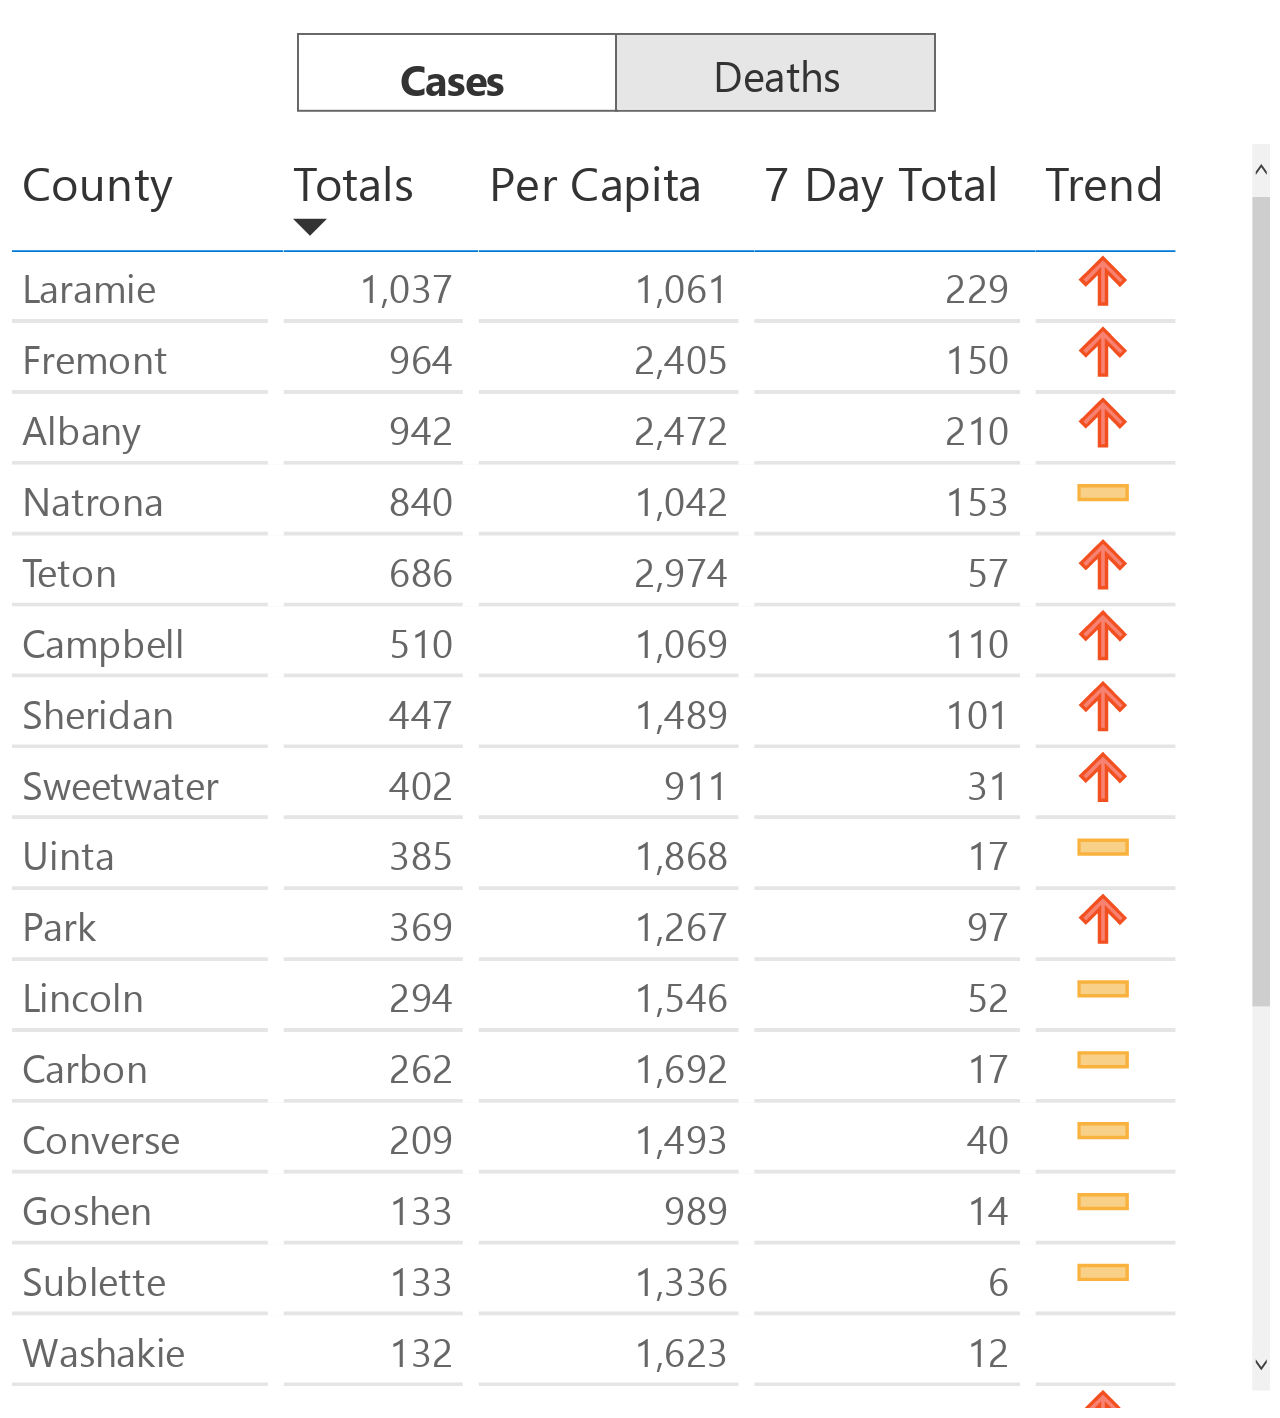 Cases Deaths
County Totals Per Capita 7 Day Total Trend
Laramie 1,037 1,061 229
Fremont 964 2,405 150
Albany 942 2,472 210
Natrona 840 1,042 153
Teton 686 2,974 57
Campbell 510 1,069 110
Sheridan 447 1,489 101
Sweetwater 402 911 31
Uinta 385 1,868 17
Park 369 1,267 97
Lincoln 294 1,546 52
Carbon 262 1,692 17
Converse 209 1,493 40
Goshen 133 989 14
Sublette 133 1,336 6
Washakie 132 1,623 12